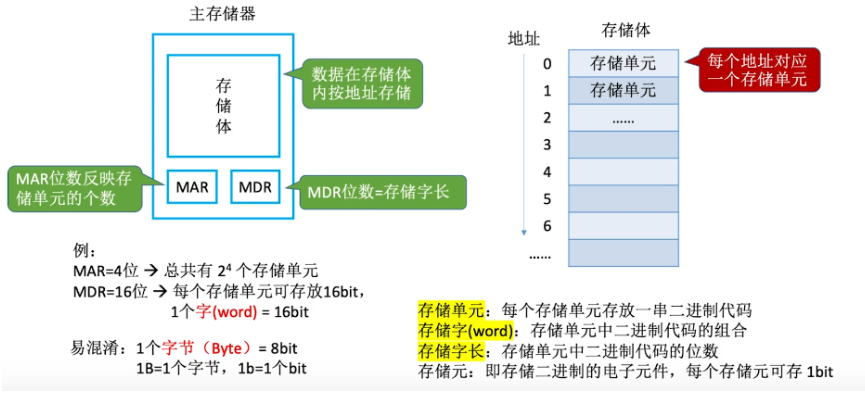 主存储器
存
储
体
数据在存储体
内按地址存储
MAR位数反映存
储单元的个数
MAR
MDR
MDR位数=存储字长
例：
MAR=4位 → 总共有 2⁴ 个存储单元
MDR=16位 → 每个存储单元可存放16bit，
1个字(word) = 16bit
易混淆：1个字节（Byte）= 8bit
1B=1个字节，1b=1个bit
存储体
地址
0 存储单元
1 存储单元
2 ......
3
4
5
6
......
每个地址对应
一个存储单元
存储单元：每个存储单元存放一串二进制代码
存储字(word)：存储单元中二进制代码的组合
存储字长：存储单元中二进制代码的位数
存储元：即存储二进制的电子元件，每个存储元可存 1bit